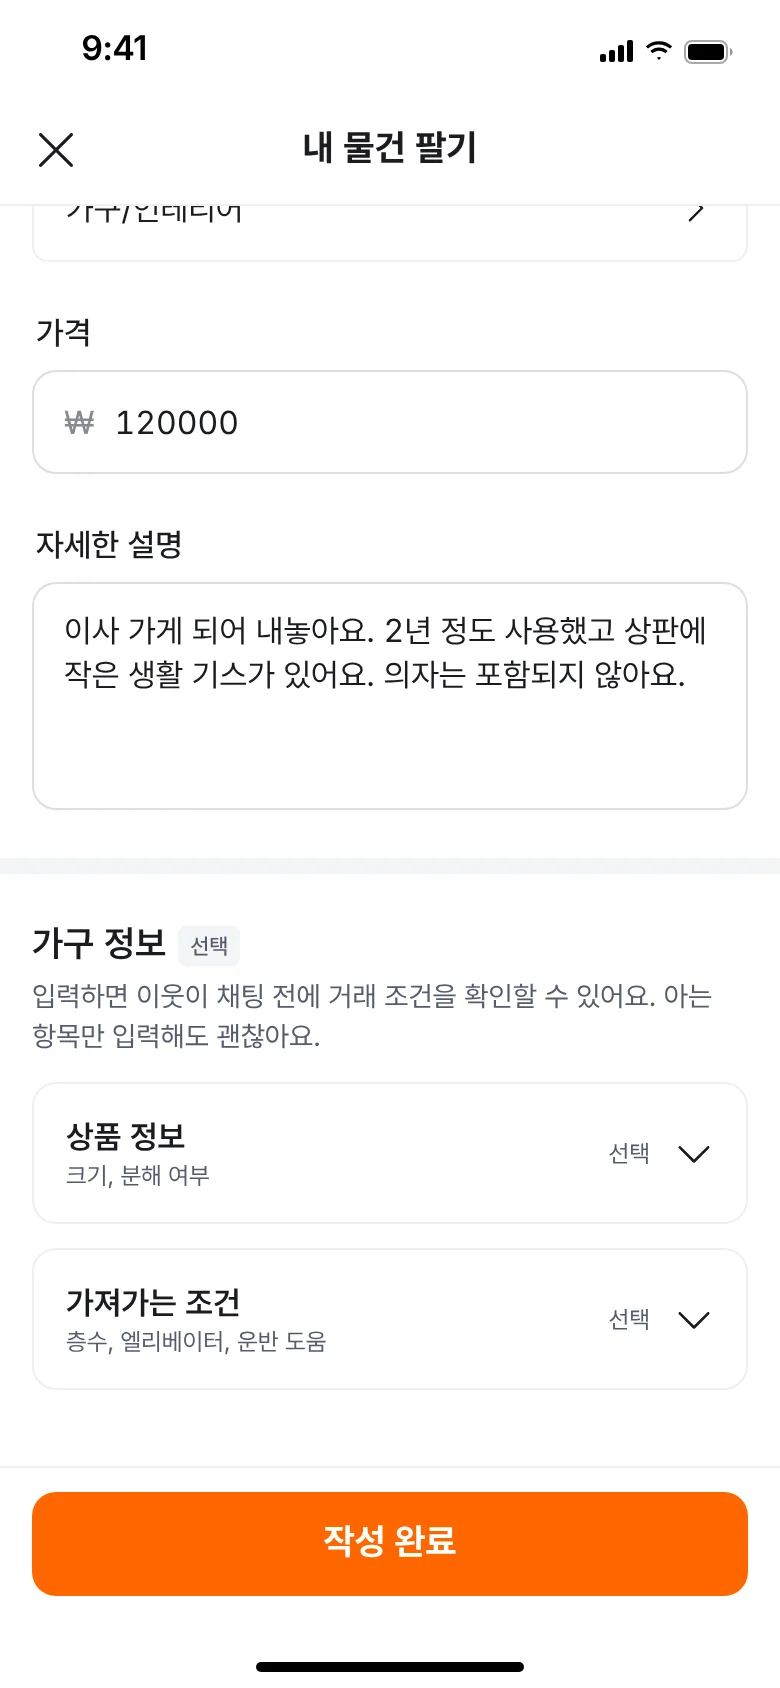 9:41
내 물건 팔기
가구/인테리어
가격
₩ 120000
자세한 설명
이사 가게 되어 내놓아요. 2년 정도 사용했고 상판에
작은 생활 기스가 있어요. 의자는 포함되지 않아요.
가구 정보 선택
입력하면 이웃이 채팅 전에 거래 조건을 확인할 수 있어요. 아는
항목만 입력해도 괜찮아요.
상품 정보
크기, 분해 여부
선택
가져가는 조건
층수, 엘리베이터, 운반 도움
선택
작성 완료